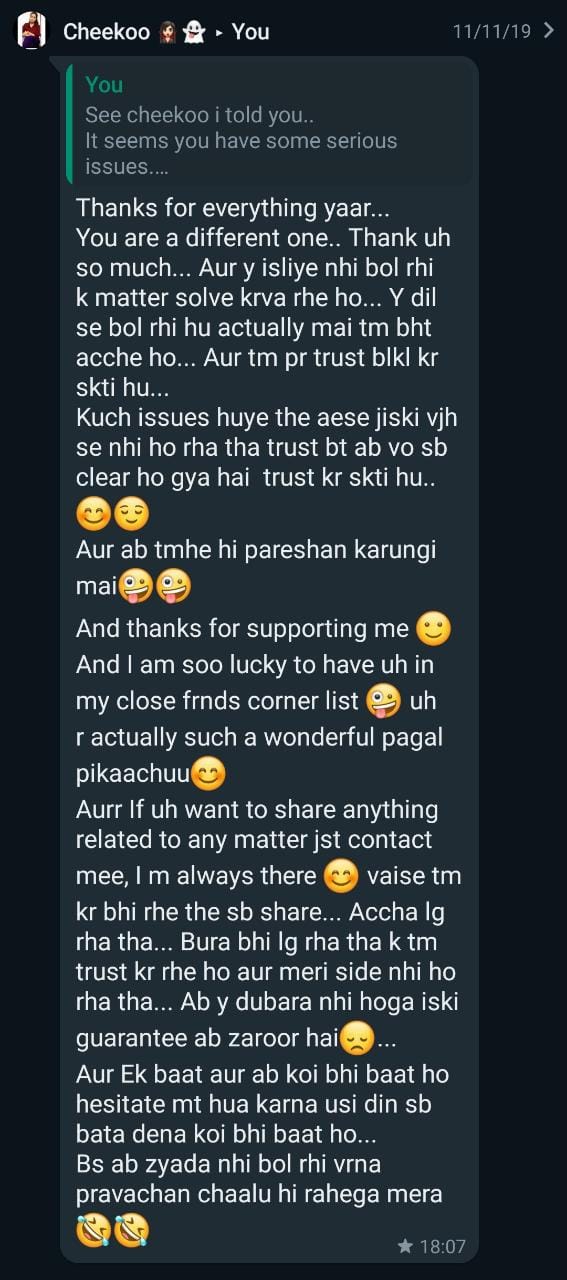 Cheekoo 👩🏻👻 ▸ You 11/11/19 >
You
See cheekoo i told you..
It seems you have some serious
issues....
Thanks for everything yaar...
You are a different one.. Thank uh
so much... Aur y isliye nhi bol rhi
k matter solve krva rhe ho... Y dil
se bol rhi hu actually mai tm bht
acche ho... Aur tm pr trust blkl kr
skti hu...
Kuch issues huye the aese jiski vjh
se nhi ho rha tha trust bt ab vo sb
clear ho gya hai  trust kr skti hu..
😊😌
Aur ab tmhe hi pareshan karungi
mai🤪🤪
And thanks for supporting me 🙂
And I am soo lucky to have uh in
my close frnds corner list 🤪 uh
r actually such a wonderful pagal
pikaachuu😊
Aurr If uh want to share anything
related to any matter jst contact
mee, I m always there 😊 vaise tm
kr bhi rhe the sb share... Accha lg
rha tha... Bura bhi lg rha tha k tm
trust kr rhe ho aur meri side nhi ho
rha tha... Ab y dubara nhi hoga iski
guarantee ab zaroor hai😞...
Aur Ek baat aur ab koi bhi baat ho
hesitate mt hua karna usi din sb
bata dena koi bhi baat ho...
Bs ab zyada nhi bol rhi vrna
pravachan chaalu hi rahega mera
🤣🤣
★ 18:07